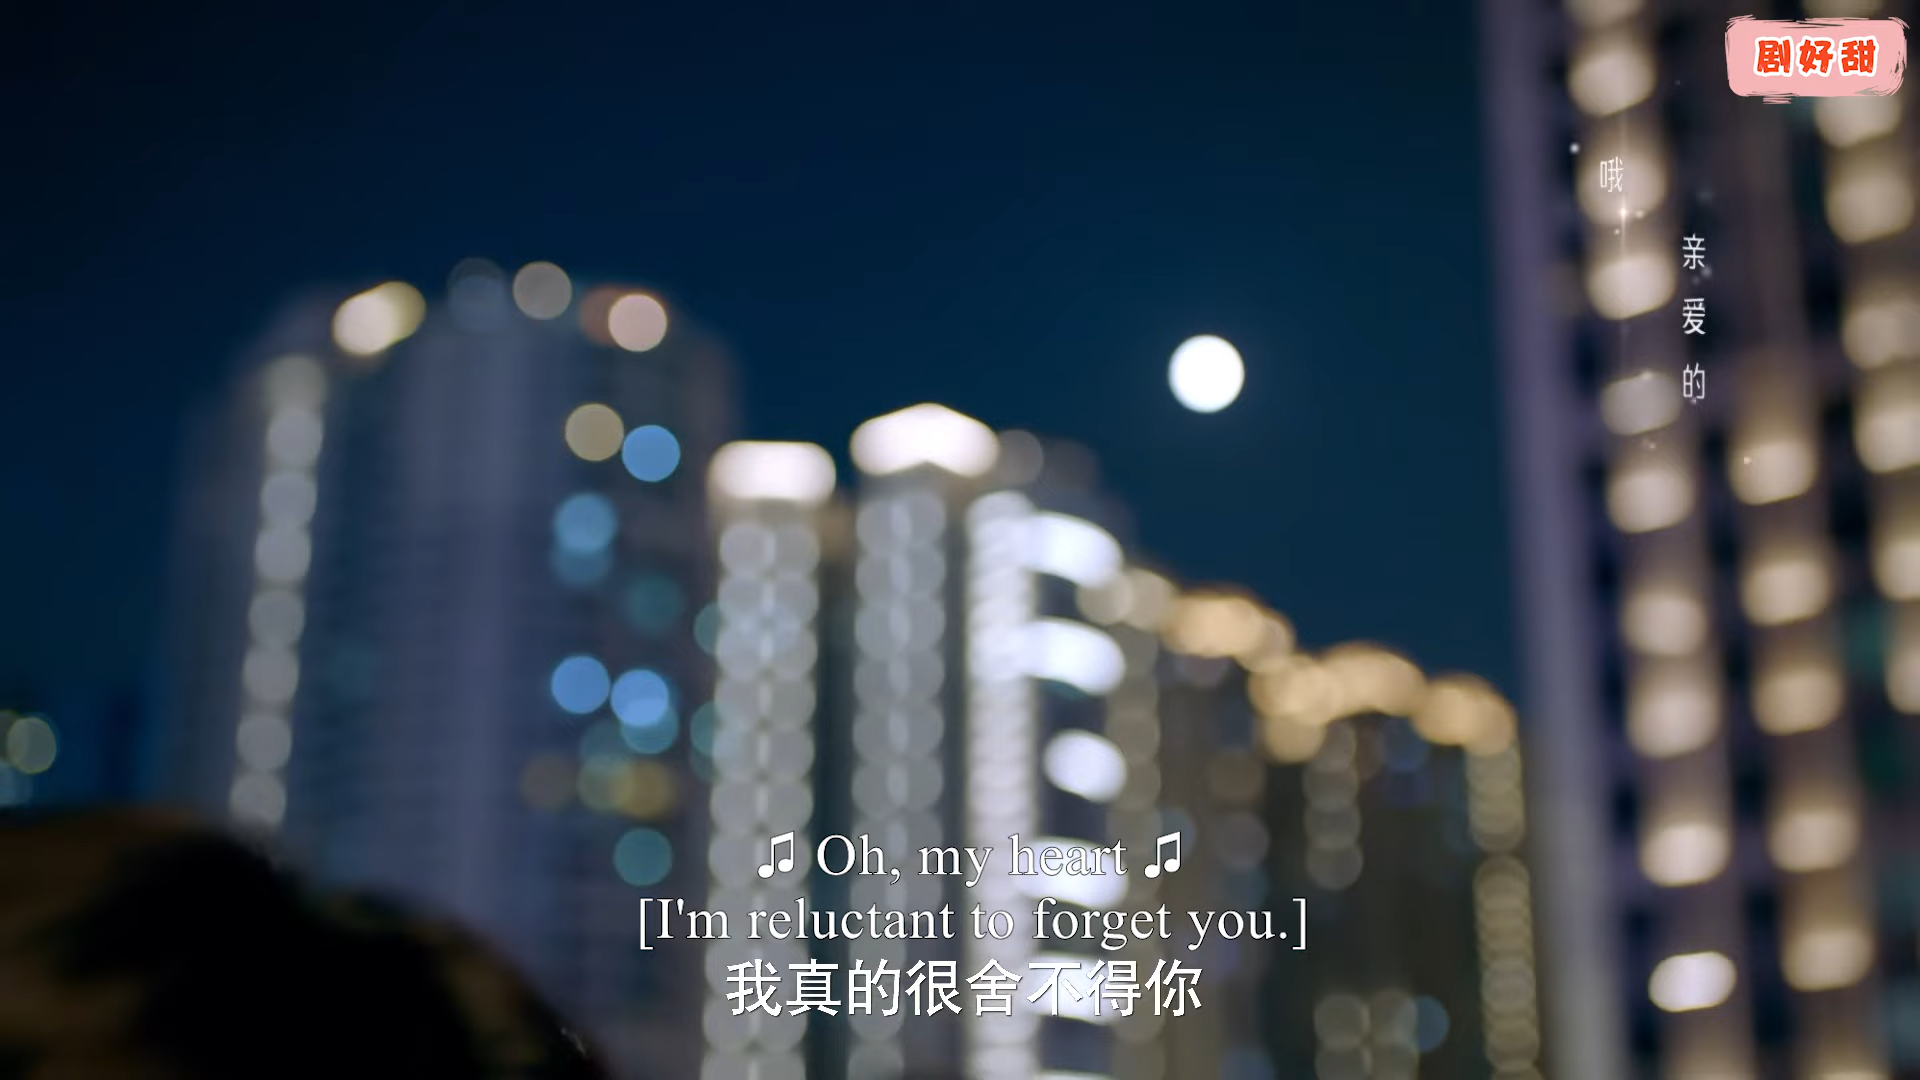 剧好甜
哦
亲爱的
♫ Oh, my heart ♫
[I'm reluctant to forget you.]
我真的很舍不得你